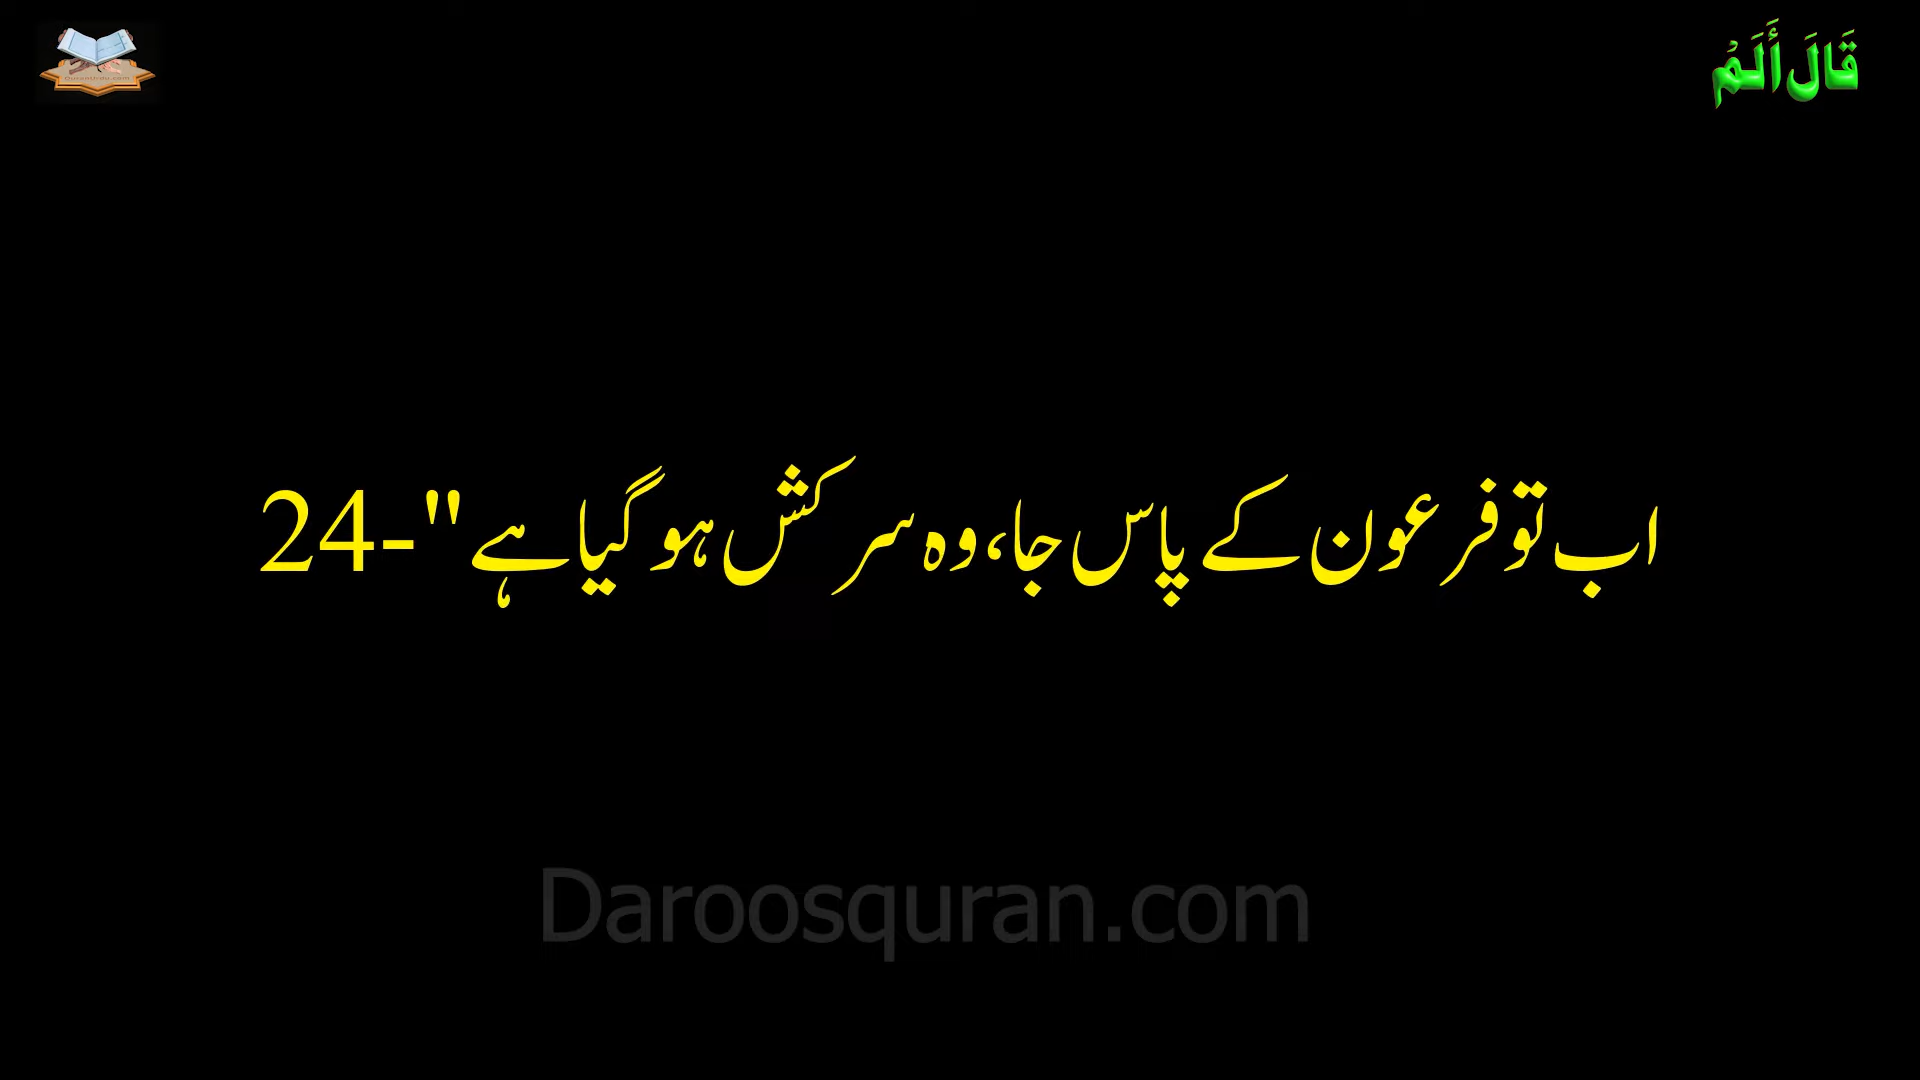 قَالَ أَلَمْ
اب تو فرعون کے پاس جا، وہ سرکش ہو گیا ہے "-24
Daroosquran.com